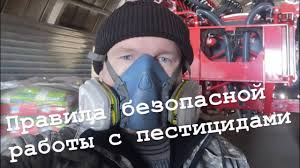 Правила безопасной
работы с пестицидами